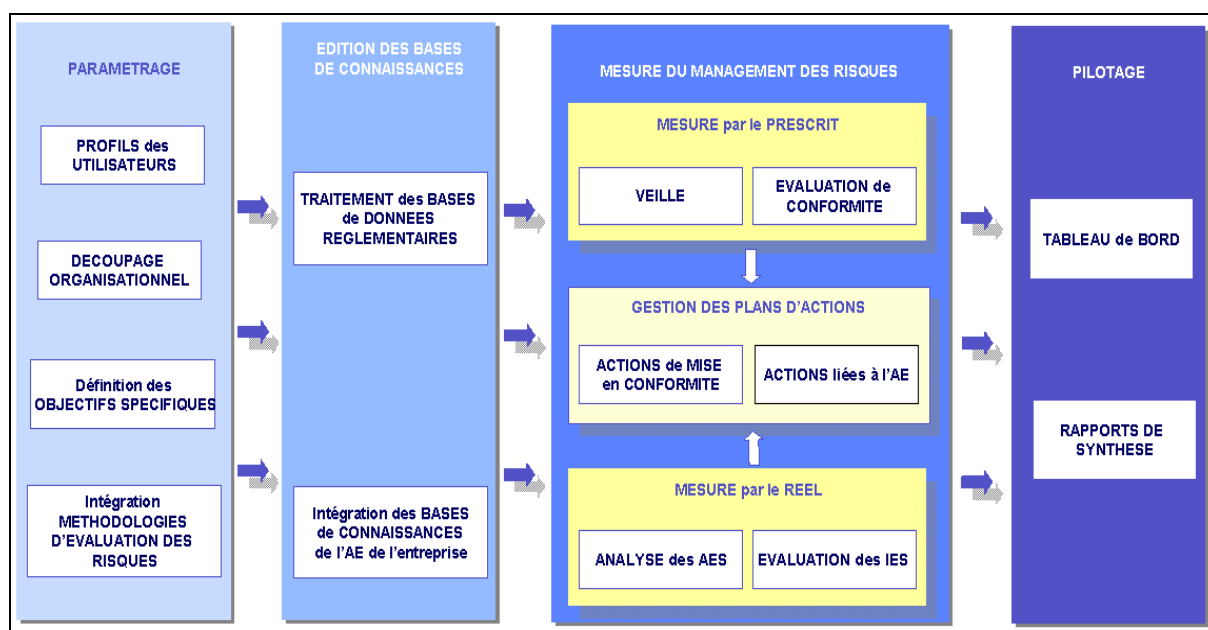 PARAMETRAGE
PROFILS des
UTILISATEURS
DECOUPAGE
ORGANISATIONNEL
Définition des
OBJECTIFS SPECIFIQUES
Intégration
METHODOLOGIES
D'EVALUATION DES
RISQUES
EDITION DES BASES
DE CONNAISSANCES
TRAITEMENT des BASES
de DONNEES
REGLEMENTAIRES
Intégration des BASES
de CONNAISSANCES
de l'AE de l'entreprise
MESURE DU MANAGEMENT DES RISQUES
MESURE par le PRESCRIT
VEILLE
EVALUATION de
CONFORMITE
GESTION DES PLANS D'ACTIONS
ACTIONS de MISE
en CONFORMITE
ACTIONS liées à l'AE
MESURE par le REEL
ANALYSE des AES
EVALUATION des IES
PILOTAGE
TABLEAU de BORD
RAPPORTS DE
SYNTHESE